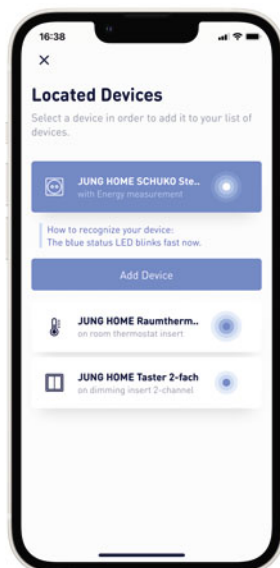 16:38
Located Devices
Select a device in order to add it to your list of
devices.
JUNG HOME SCHUKO Ste..
with Energy measurement
How to recognize your device:
The blue status LED blinks fast now.
Add Device
JUNG HOME Raumtherm..
on room thermostat insert
JUNG HOME Taster 2-fach
on dimming insert 2-channel